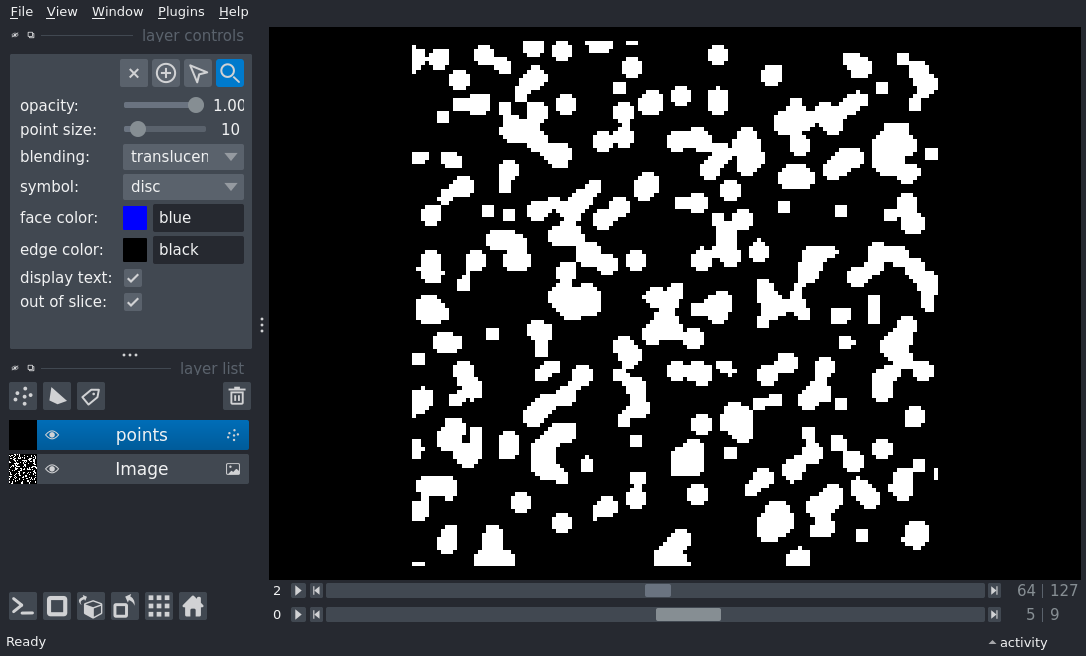 File View Window Plugins Help
layer controls
opacity: 1.00
point size: 10
blending: translucen
symbol: disc
face color: blue
edge color: black
display text:
out of slice:
layer list
points
Image
2 64 127
0 5 9
Ready activity